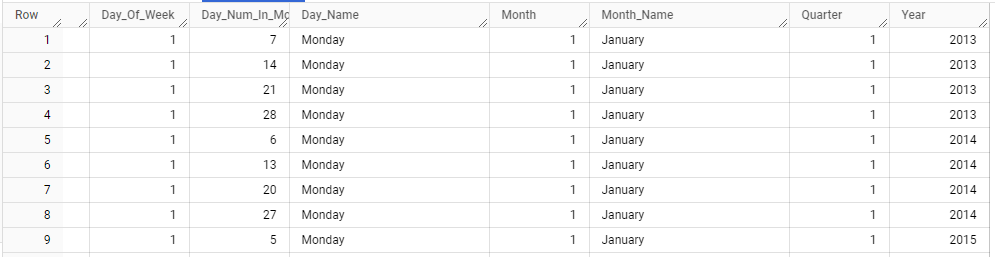 Row Day_Of_Week Day_Num_In_Mo Day_Name Month Month_Name Quarter Year
1 1 7 Monday 1 January 1 2013
2 1 14 Monday 1 January 1 2013
3 1 21 Monday 1 January 1 2013
4 1 28 Monday 1 January 1 2013
5 1 6 Monday 1 January 1 2014
6 1 13 Monday 1 January 1 2014
7 1 20 Monday 1 January 1 2014
8 1 27 Monday 1 January 1 2014
9 1 5 Monday 1 January 1 2015